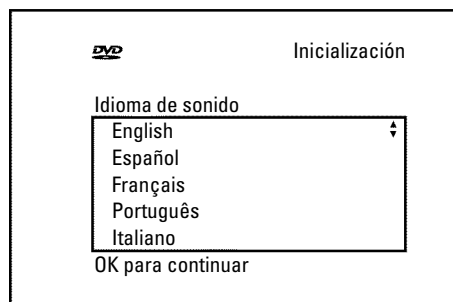 DVD
Inicialización
Idioma de sonido
English
Español
Français
Português
Italiano
OK para continuar